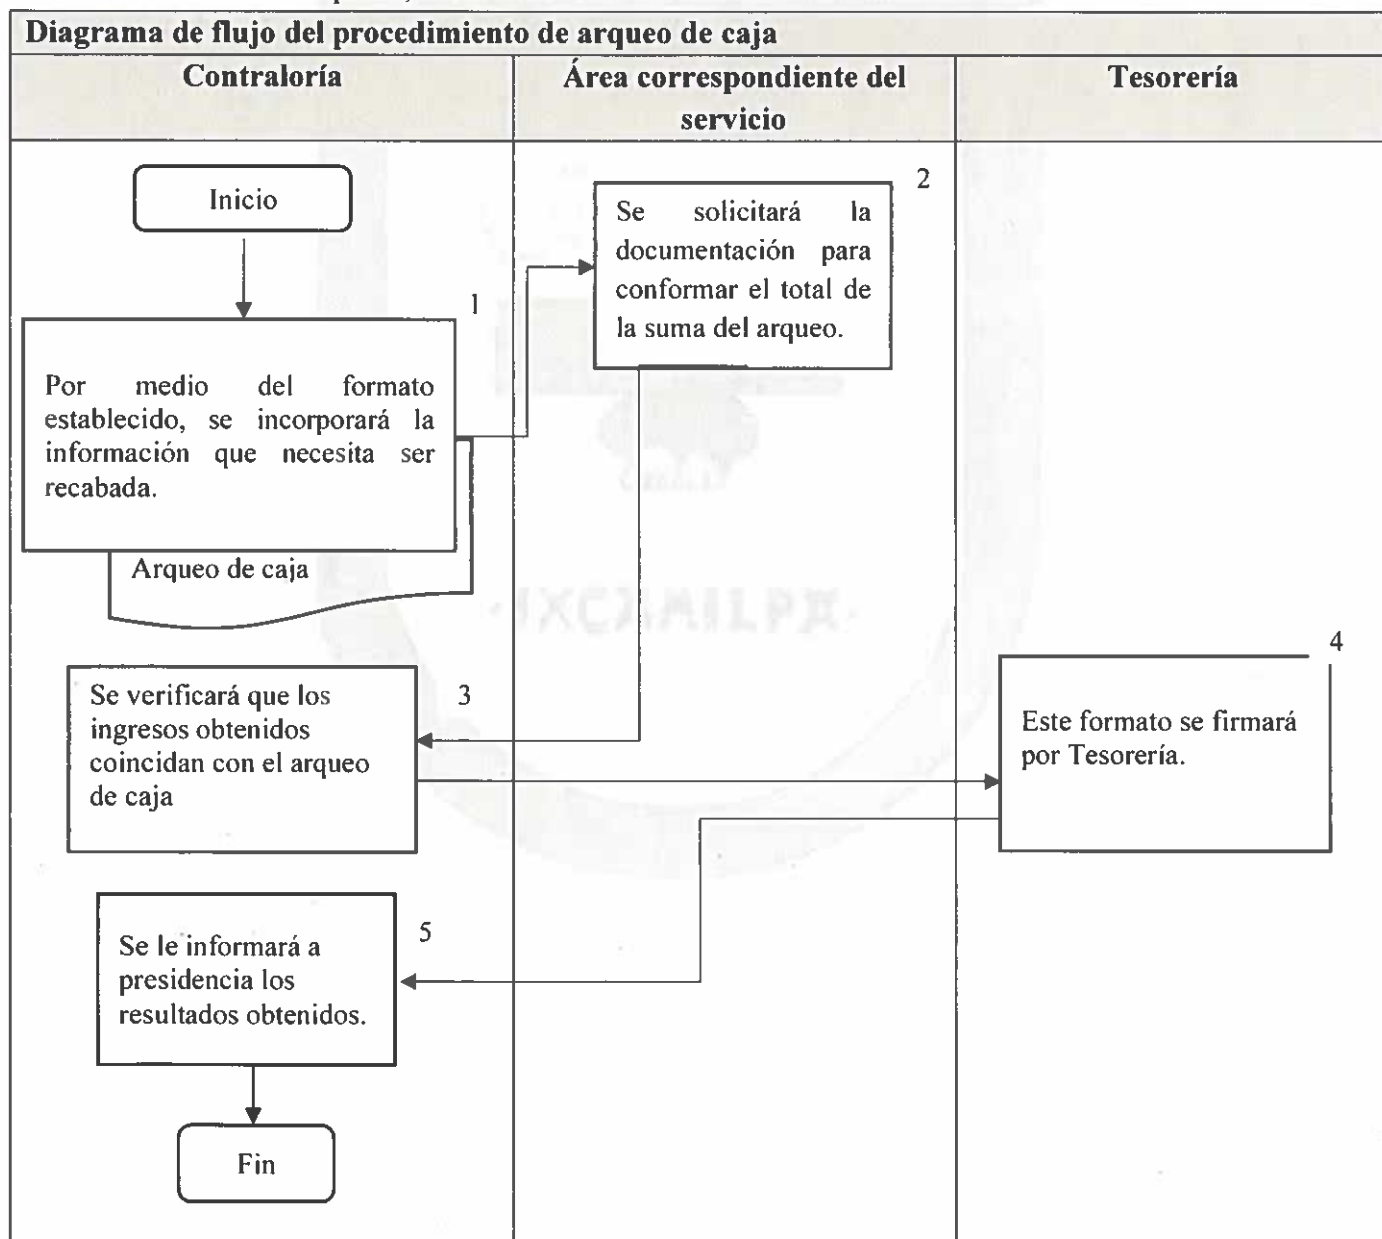 Diagrama de flujo del procedimiento de arqueo de caja
Contraloría
Área correspondiente del
servicio
Tesorería
Inicio
1
Por medio del formato
establecido, se incorporará la
información que necesita ser
recabada.
Arqueo de caja
2
Se solicitará la
documentación para
conformar el total de
la suma del arqueo.
3
Se verificará que los
ingresos obtenidos
coincidan con el arqueo
de caja
4
Este formato se firmará
por Tesorería.
5
Se le informará a
presidencia los
resultados obtenidos.
Fin
IXCAMILPA